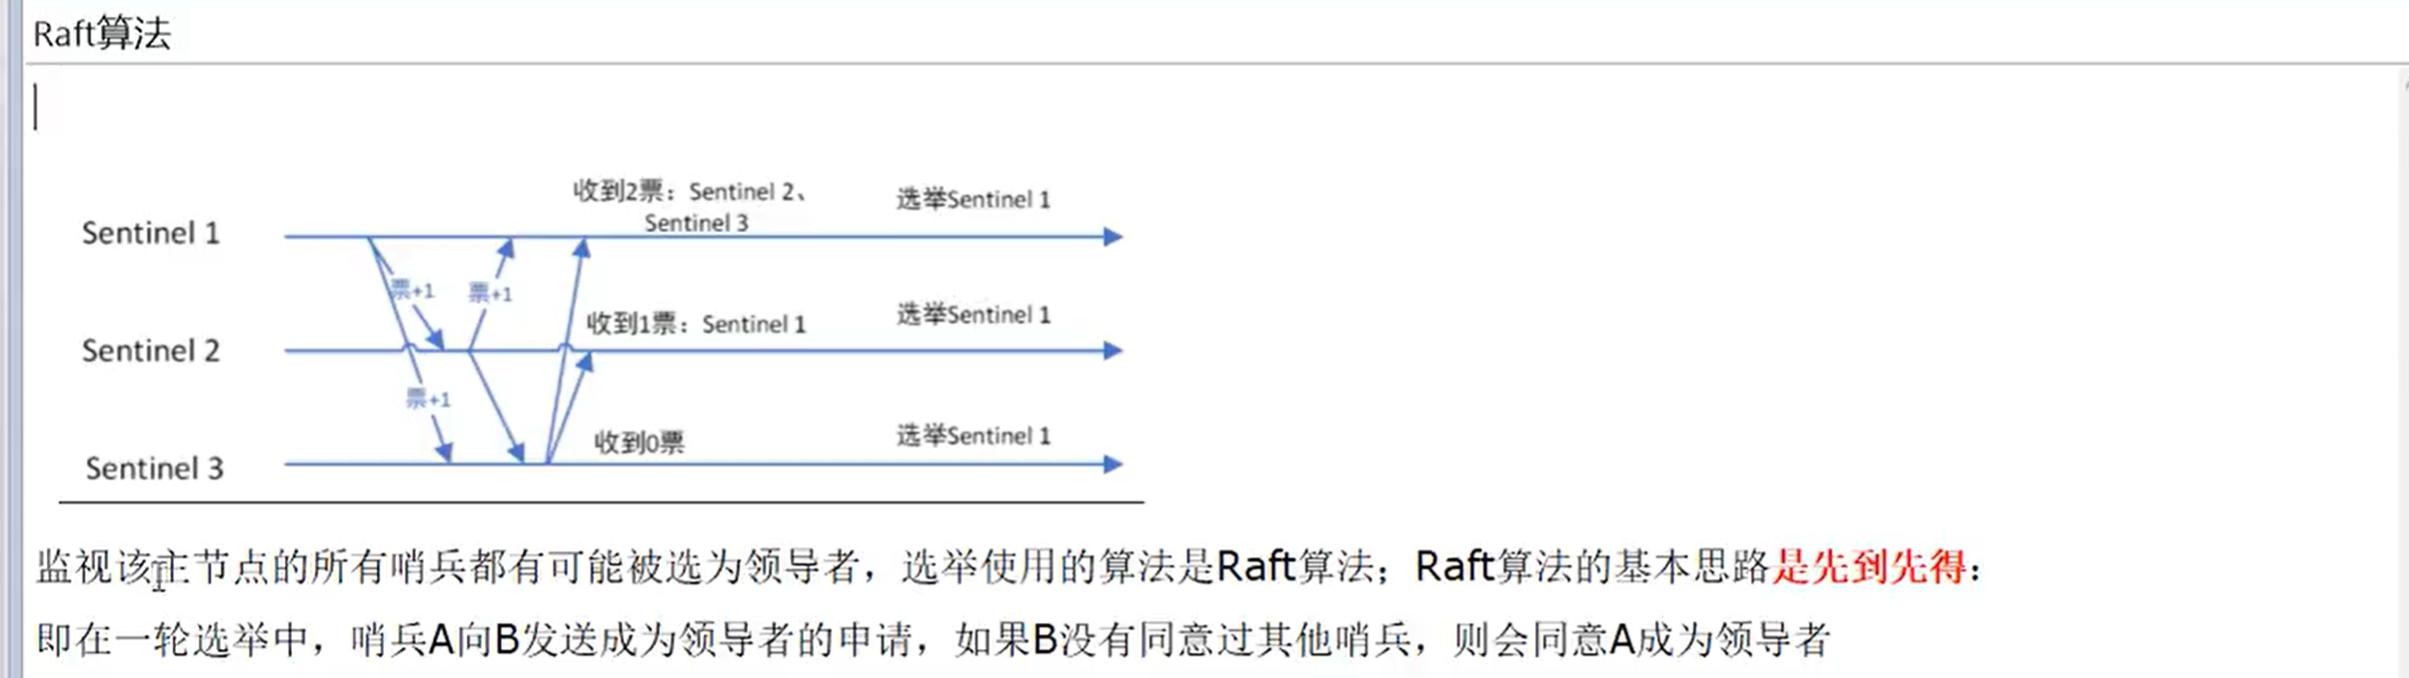 Raft算法
收到2票：Sentinel 2、
Sentinel 3
选举Sentinel 1
Sentinel 1
票+1
票+1
收到1票：Sentinel 1
选举Sentinel 1
Sentinel 2
票+1
收到0票
选举Sentinel 1
Sentinel 3
监视该主节点的所有哨兵都有可能被选为领导者，选举使用的算法是Raft算法；Raft算法的基本思路是先到先得：
即在一轮选举中，哨兵A向B发送成为领导者的申请，如果B没有同意过其他哨兵，则会同意A成为领导者